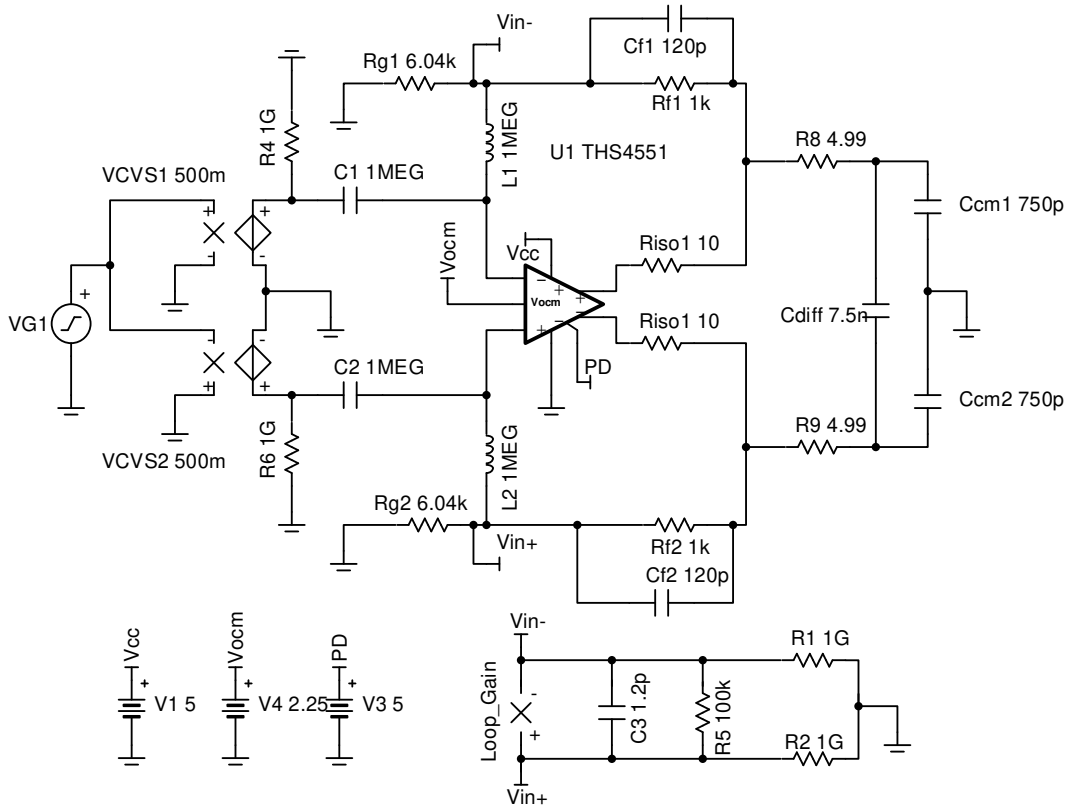 Vin-
Cf1 120p
Rg1 6.04k
Rf1 1k
R4 1G
L1 1MEG
U1 THS4551
R8 4.99
VCVS1 500m
C1 1MEG
Ccm1 750p
Vocm
Vcc
Riso1 10
Vocm
VG1
Cdiff 7.5n
Riso1 10
PD
C2 1MEG
Ccm2 750p
R9 4.99
VCVS2 500m
R6 1G
L2 1MEG
Rg2 6.04k
Vin+
Rf2 1k
Cf2 120p
Vcc
V1 5
Vocm
V4 2.25
PD
V3 5
Vin-
R1 1G
Loop_Gain
C3 1.2p
R5 100k
R2 1G
Vin+